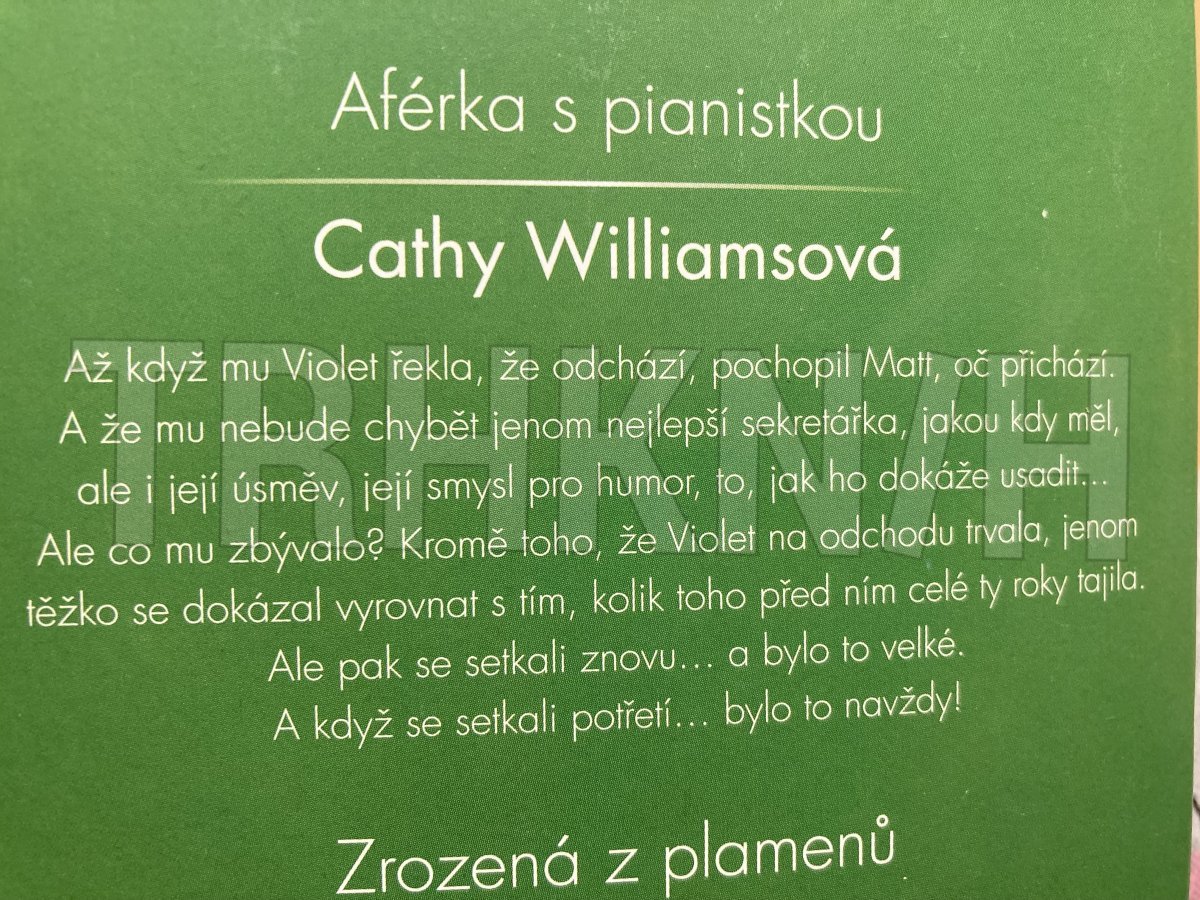 Aférka s pianistkou
Cathy Williamsová
Až když mu Violet řekla, že odchází, pochopil Matt, oč přichází.
A že mu nebude chybět jenom nejlepší sekretářka, jakou kdy měl,
ale i její úsměv, její smysl pro humor, to, jak ho dokáže usadit...
Ale co mu zbývalo? Kromě toho, že Violet na odchodu trvala, jenom
těžko se dokázal vyrovnat s tím, kolik toho před ním celé ty roky tajila.
Ale pak se setkali znovu... a bylo to velké.
A když se setkali potřetí... bylo to navždy!
Zrozená z plamenů
TRHKNIH